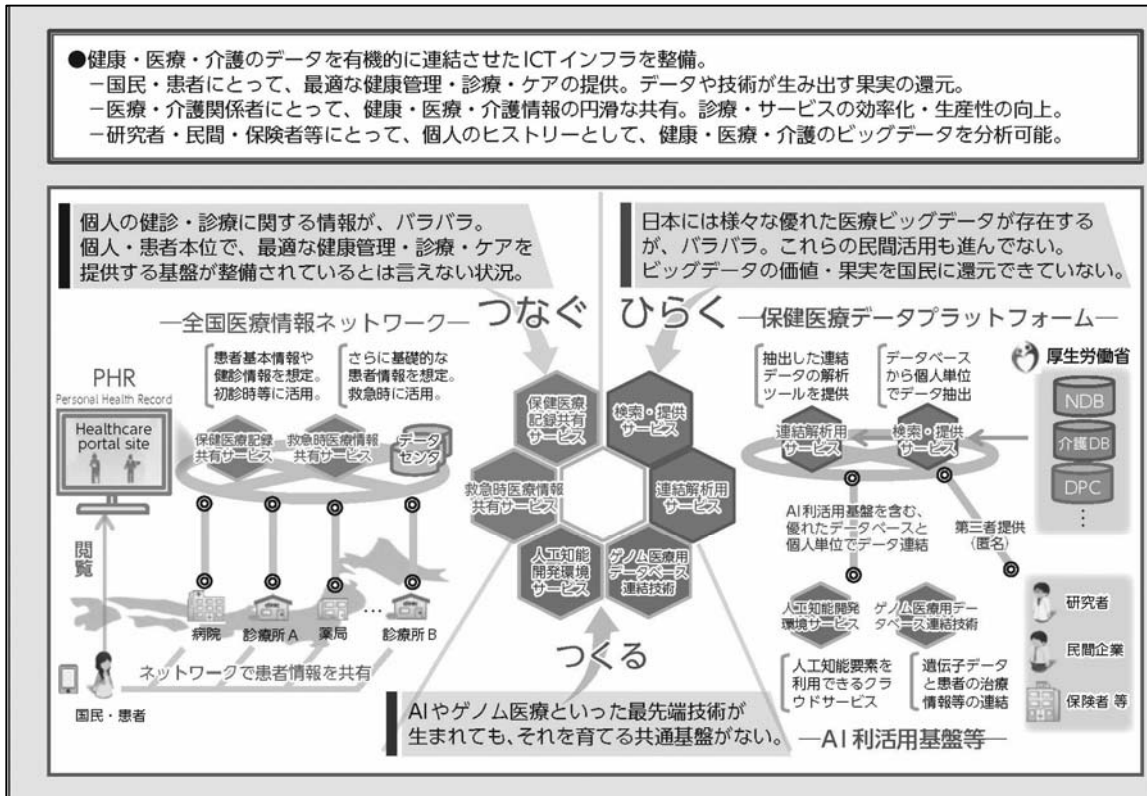 ●健康・医療・介護のデータを有機的に連結させたICTインフラを整備。
－国民・患者にとって、最適な健康管理・診療・ケアの提供。データや技術が生み出す果実の還元。
－医療・介護関係者にとって、健康・医療・介護情報の円滑な共有。診療・サービスの効率化・生産性の向上。
－研究者・民間・保険者等にとって、個人のヒストリーとして、健康・医療・介護のビッグデータを分析可能。
個人の健診・診療に関する情報が、バラバラ。
個人・患者本位で、最適な健康管理・診療・ケアを
提供する基盤が整備されているとは言えない状況。
日本には様々な優れた医療ビッグデータが存在する
が、バラバラ。これらの民間活用も進んでない。
ビッグデータの価値・果実を国民に還元できていない。
つなぐ
ひらく
―全国医療情報ネットワーク―
患者基本情報や
健診情報を想定。
初診時等に活用。
さらに基礎的な
患者情報を想定。
救急時に活用。
PHR
Personal Health Record
Healthcare
portal site
保健医療記録
共有サービス
救急時医療情報
共有サービス
データ
センタ
閲覧
病院
診療所A
薬局
…
診療所B
ネットワークで患者情報を共有
国民・患者
保健医療
記録共有
サービス
検索・提供
サービス
救急時医療情報
共有サービス
連結解析用
サービス
人工知能
開発環境
サービス
ゲノム医療用
データベース
連結技術
つくる
AIやゲノム医療といった最先端技術が
生まれても、それを育てる共通基盤がない。
―保健医療データプラットフォーム―
抽出した連結
データの解析
ツールを提供
データベース
から個人単位
でデータ抽出
厚生労働省
NDB
介護DB
DPC
⋮
連結解析用
サービス
検索・提供
サービス
AI利活用基盤を含む、
優れたデータベースと
個人単位でデータ連結
第三者提供
（匿名）
人工知能開発
環境サービス
ゲノム医療用デー
タベース連結技術
人工知能要素を
利用できるクラ
ウドサービス
遺伝子データ
と患者の治療
情報等の連結
研究者
民間企業
保険者 等
―AI利活用基盤等―